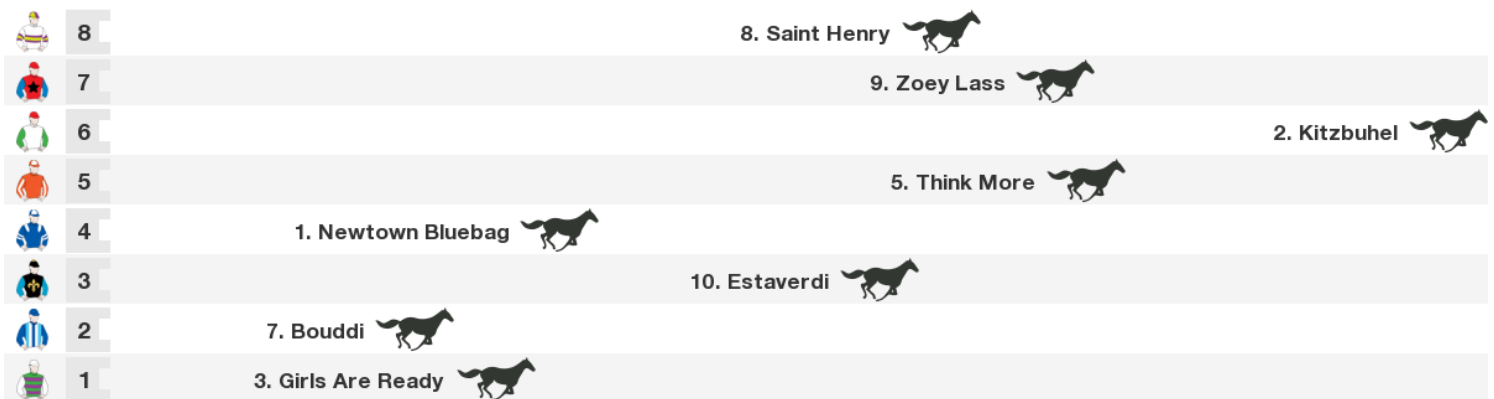 8 8. Saint Henry
7 9. Zoey Lass
6 2. Kitzbuhel
5 5. Think More
4 1. Newtown Bluebag
3 10. Estaverdi
2 7. Bouddi
1 3. Girls Are Ready